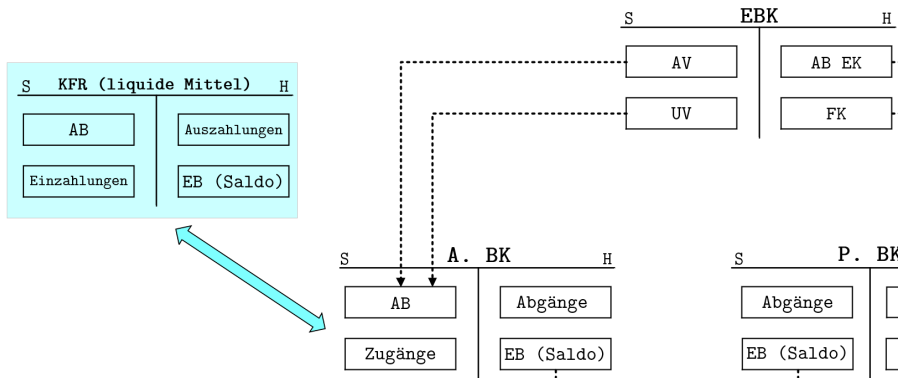 S EBK H
AV AB EK
UV FK
S KFR (liquide Mittel) H
AB Auszahlungen
Einzahlungen EB (Saldo)
S A. BK H
AB Abgänge
Zugänge EB (Saldo)
S P. BK
Abgänge
EB (Saldo)